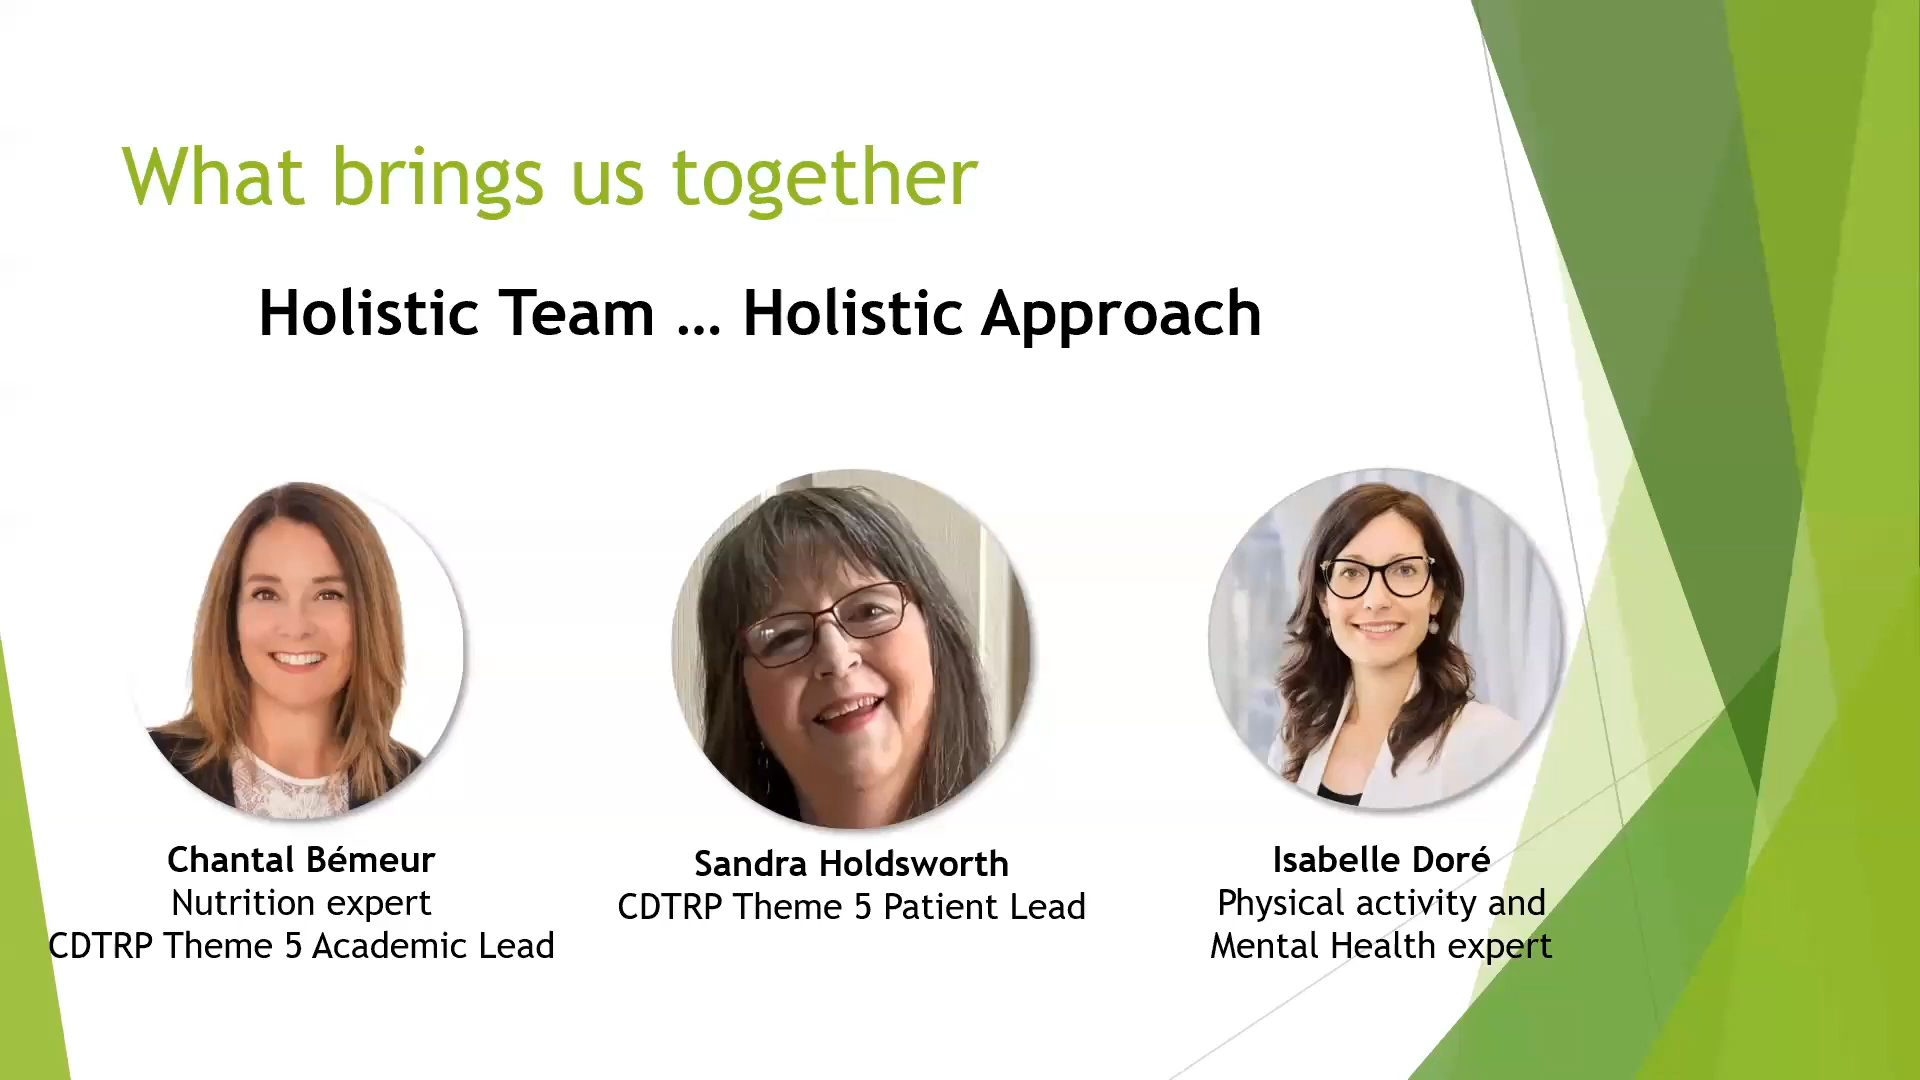 What brings us together
Holistic Team … Holistic Approach
Chantal Bémeur
Nutrition expert
CDTRP Theme 5 Academic Lead
Sandra Holdsworth
CDTRP Theme 5 Patient Lead
Isabelle Doré
Physical activity and
Mental Health expert